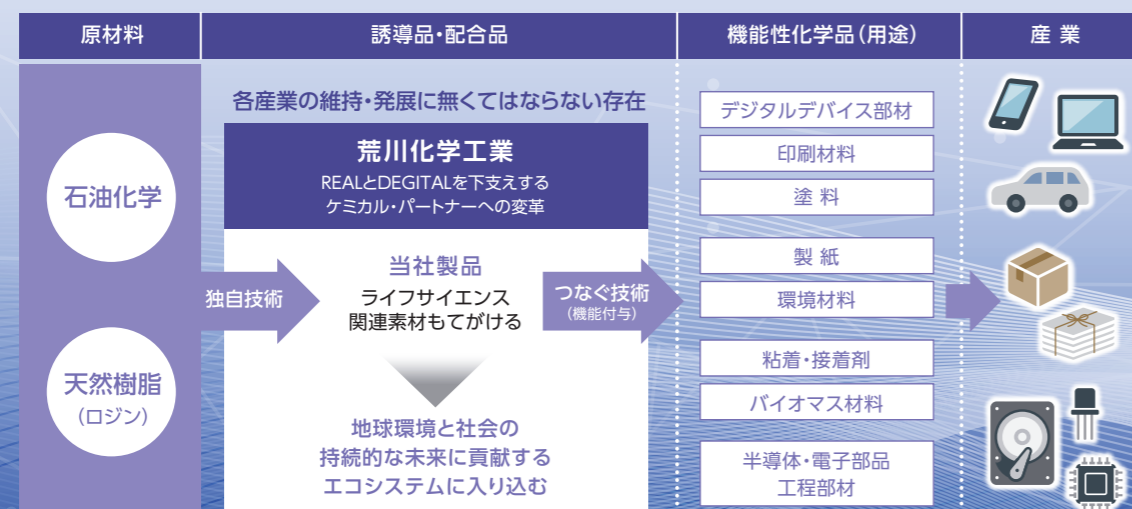 原材料
誘導品・配合品
機能性化学品（用途）
産 業
石油化学
天然樹脂
（ロジン）
独自技術
各産業の維持・発展に無くてはならない存在
荒川化学工業
REALとDEGITALを下支えする
ケミカル・パートナーへの変革
当社製品
ライフサイエンス
関連素材もてがける
地球環境と社会の
持続的な未来に貢献する
エコシステムに入り込む
つなぐ技術
（機能付与）
デジタルデバイス部材
印刷材料
塗 料
製 紙
環境材料
粘着・接着剤
バイオマス材料
半導体・電子部品
工程部材